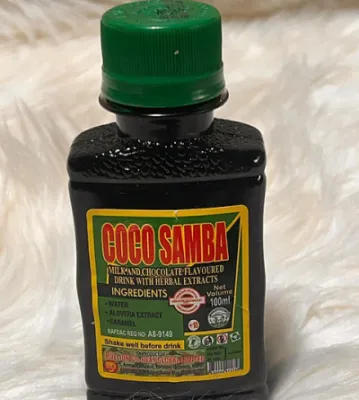 COCO SAMBA
MILK AND CHOCOLATE FLAVOURED
DRINK WITH HERBAL EXTRACTS
INGREDIENTS
Net
Volume
100ml
• WATER
• ALOVERA EXTRACT
• CARAMEL
NAFDAC REG NO: A8-9149
Shake well before drink